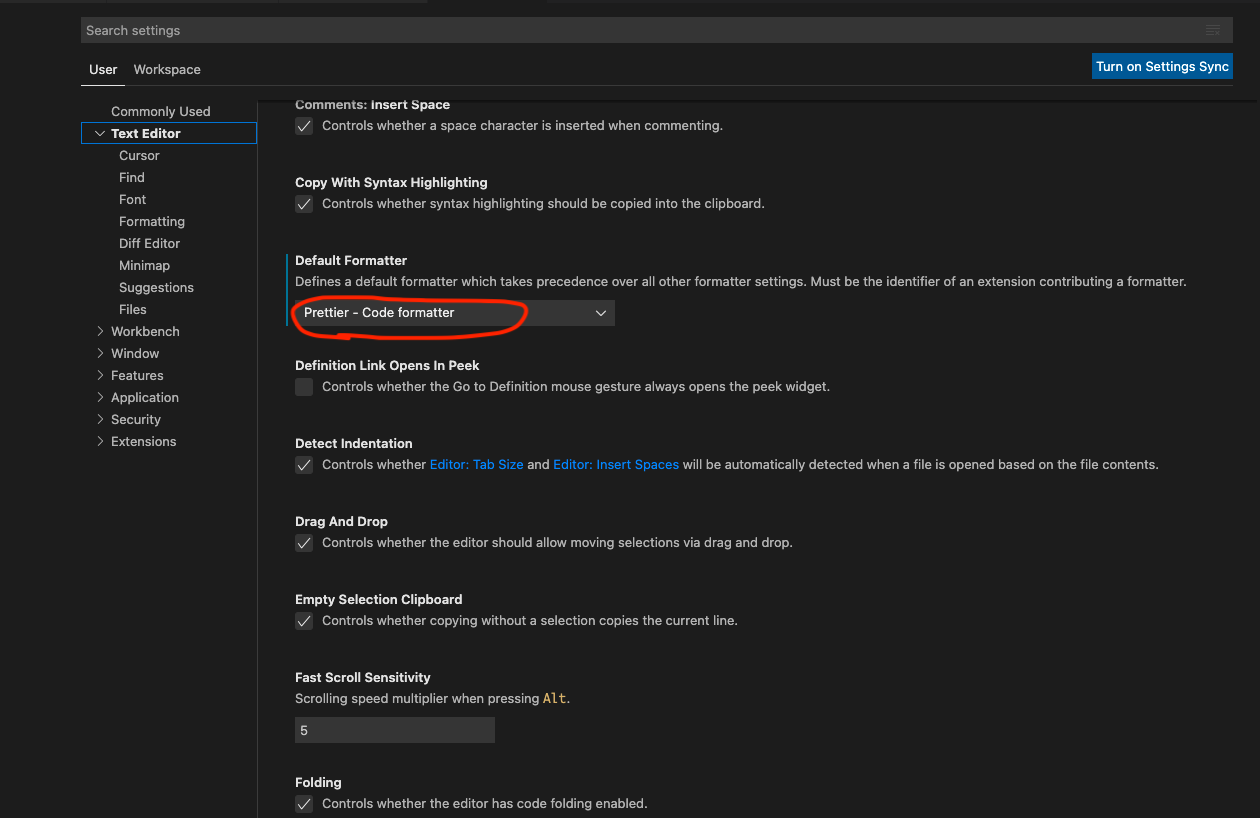 Search settings
User
Workspace
Turn on Settings Sync
Commonly Used
Text Editor
Cursor
Find
Font
Formatting
Diff Editor
Minimap
Suggestions
Files
Workbench
Window
Features
Application
Security
Extensions
Comments: Insert Space
Controls whether a space character is inserted when commenting.
Copy With Syntax Highlighting
Controls whether syntax highlighting should be copied into the clipboard.
Default Formatter
Defines a default formatter which takes precedence over all other formatter settings. Must be the identifier of an extension contributing a formatter.
Prettier - Code formatter
Definition Link Opens In Peek
Controls whether the Go to Definition mouse gesture always opens the peek widget.
Detect Indentation
Controls whether Editor: Tab Size and Editor: Insert Spaces will be automatically detected when a file is opened based on the file contents.
Drag And Drop
Controls whether the editor should allow moving selections via drag and drop.
Empty Selection Clipboard
Controls whether copying without a selection copies the current line.
Fast Scroll Sensitivity
Scrolling speed multiplier when pressing Alt.
5
Folding
Controls whether the editor has code folding enabled.